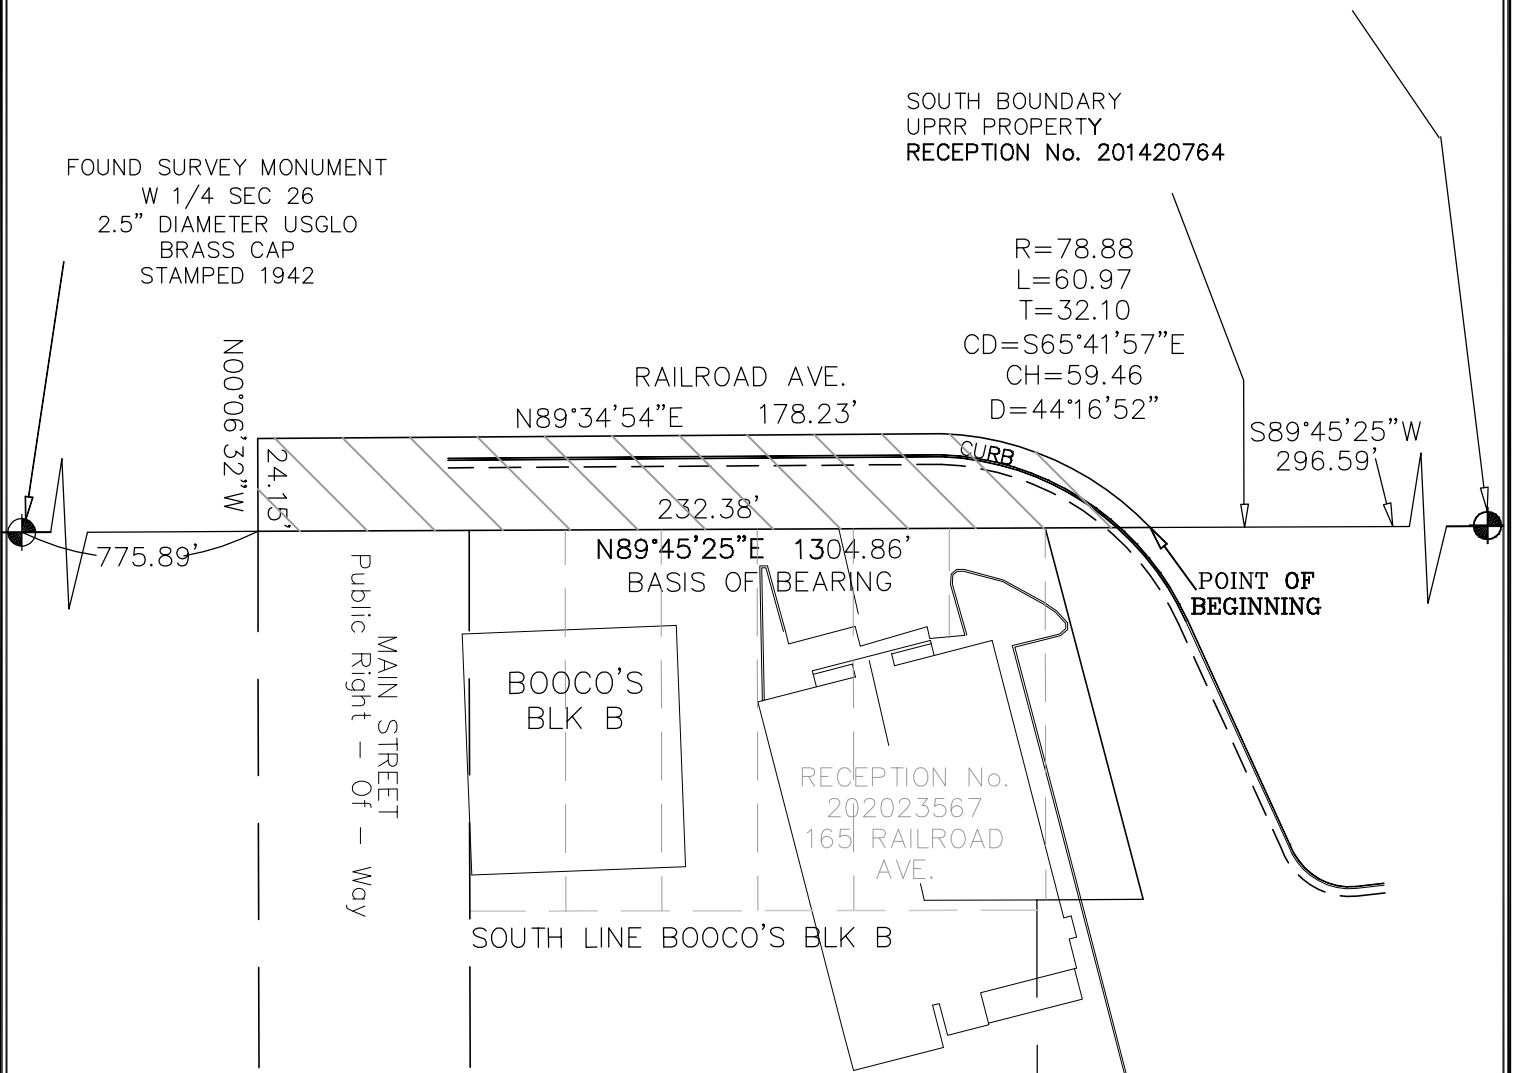 SOUTH BOUNDARY
UPRR PROPERTY
RECEPTION No. 201420764
FOUND SURVEY MONUMENT
W 1/4 SEC 26
2.5" DIAMETER USGLO
BRASS CAP
STAMPED 1942
R=78.88
L=60.97
T=32.10
CD=S65°41'57"E
CH=59.46
D=44°16'52"
N00°06'32"W
24.15'
RAILROAD AVE.
N89°34'54"E 178.23'
CURB
S89°45'25"W
296.59'
232.38'
775.89'
N89°45'25"E 1304.86'
BASIS OF BEARING
POINT OF
BEGINNING
MAIN STREET
Public Right - Of - Way
BOOCO'S
BLK B
RECEPTION No.
202023567
165 RAILROAD
AVE.
SOUTH LINE BOOCO'S BLK B